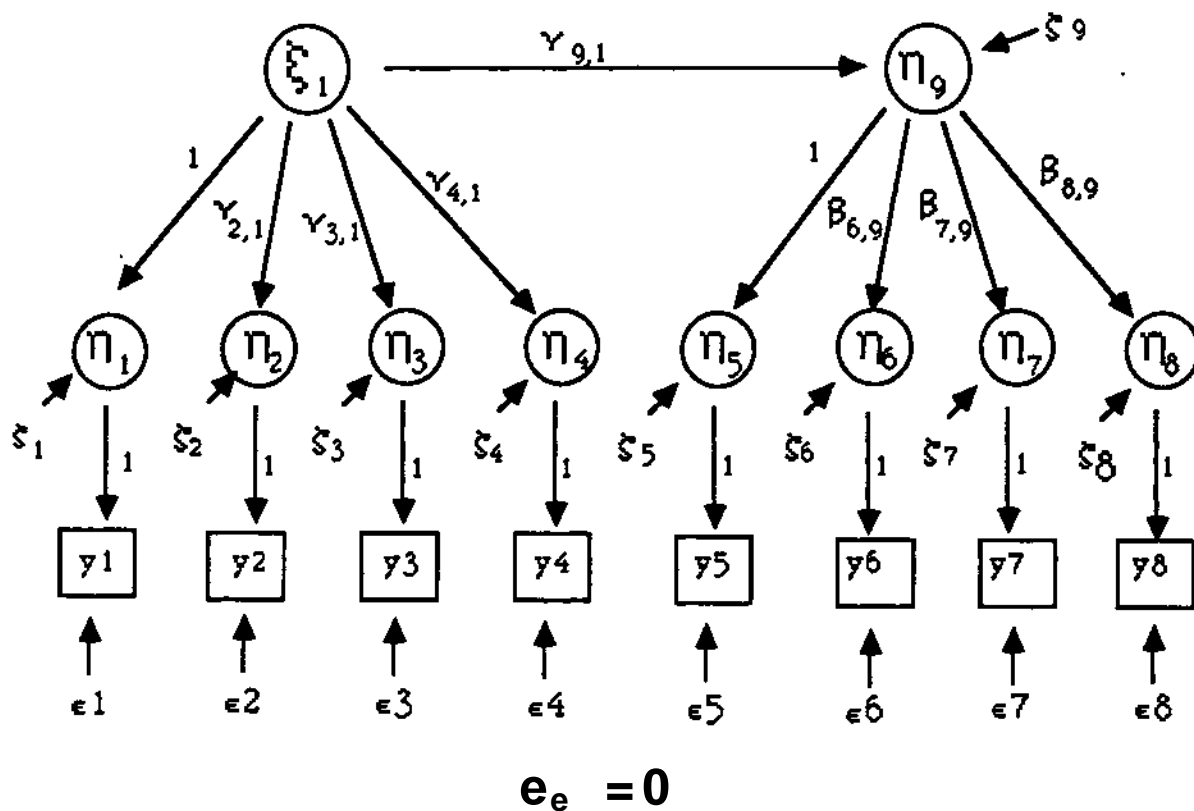 γ9,1 ζ9
ξ1 η9
1 γ2,1 γ3,1 γ4,1 1 β6,9 β7,9 β8,9
η1 η2 η3 η4 η5 η6 η7 η8
ζ1 ζ2 ζ3 ζ4 ζ5 ζ6 ζ7 ζ8
1 1 1 1 1 1 1 1
y1 y2 y3 y4 y5 y6 y7 y8
ϵ1 ϵ2 ϵ3 ϵ4 ϵ5 ϵ6 ϵ7 ϵ8
e e = 0